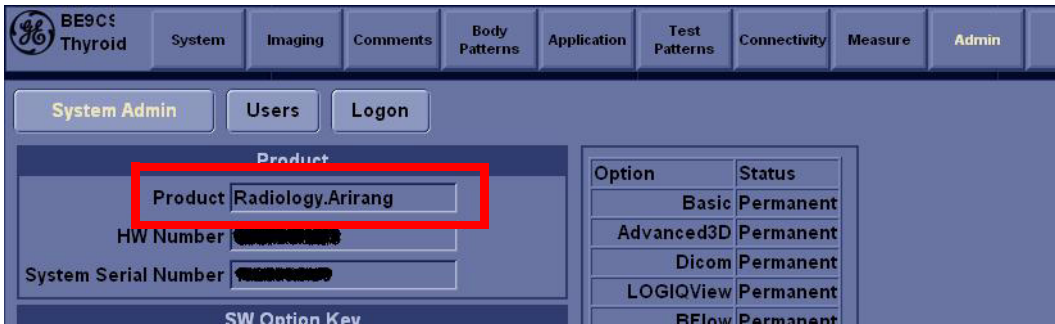 BE9CS
Thyroid
System
Imaging
Comments
Body
Patterns
Application
Test
Patterns
Connectivity
Measure
Admin
System Admin
Users
Logon
Product
Product Radiology.Arirang
HW Number
System Serial Number
SW Option Key
Option Status
Basic Permanent
Advanced3D Permanent
Dicom Permanent
LOGIQView Permanent
BFlow Permanent